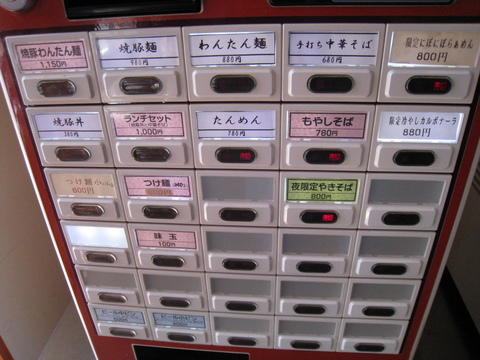 焼豚わんたん麺
1,150円
焼豚麺
980円
わんたん麺
880円
手打ち中華そば
680円
限定にぼにぼらぁめん
800円
焼豚丼
ランチセット
1,000円
たんめん
780円
もやしそば
780円
限定冷やしカルボナーラ
880円
つけ麺
600円
つけ麺
夜限定やきそば
800円
味玉
100円